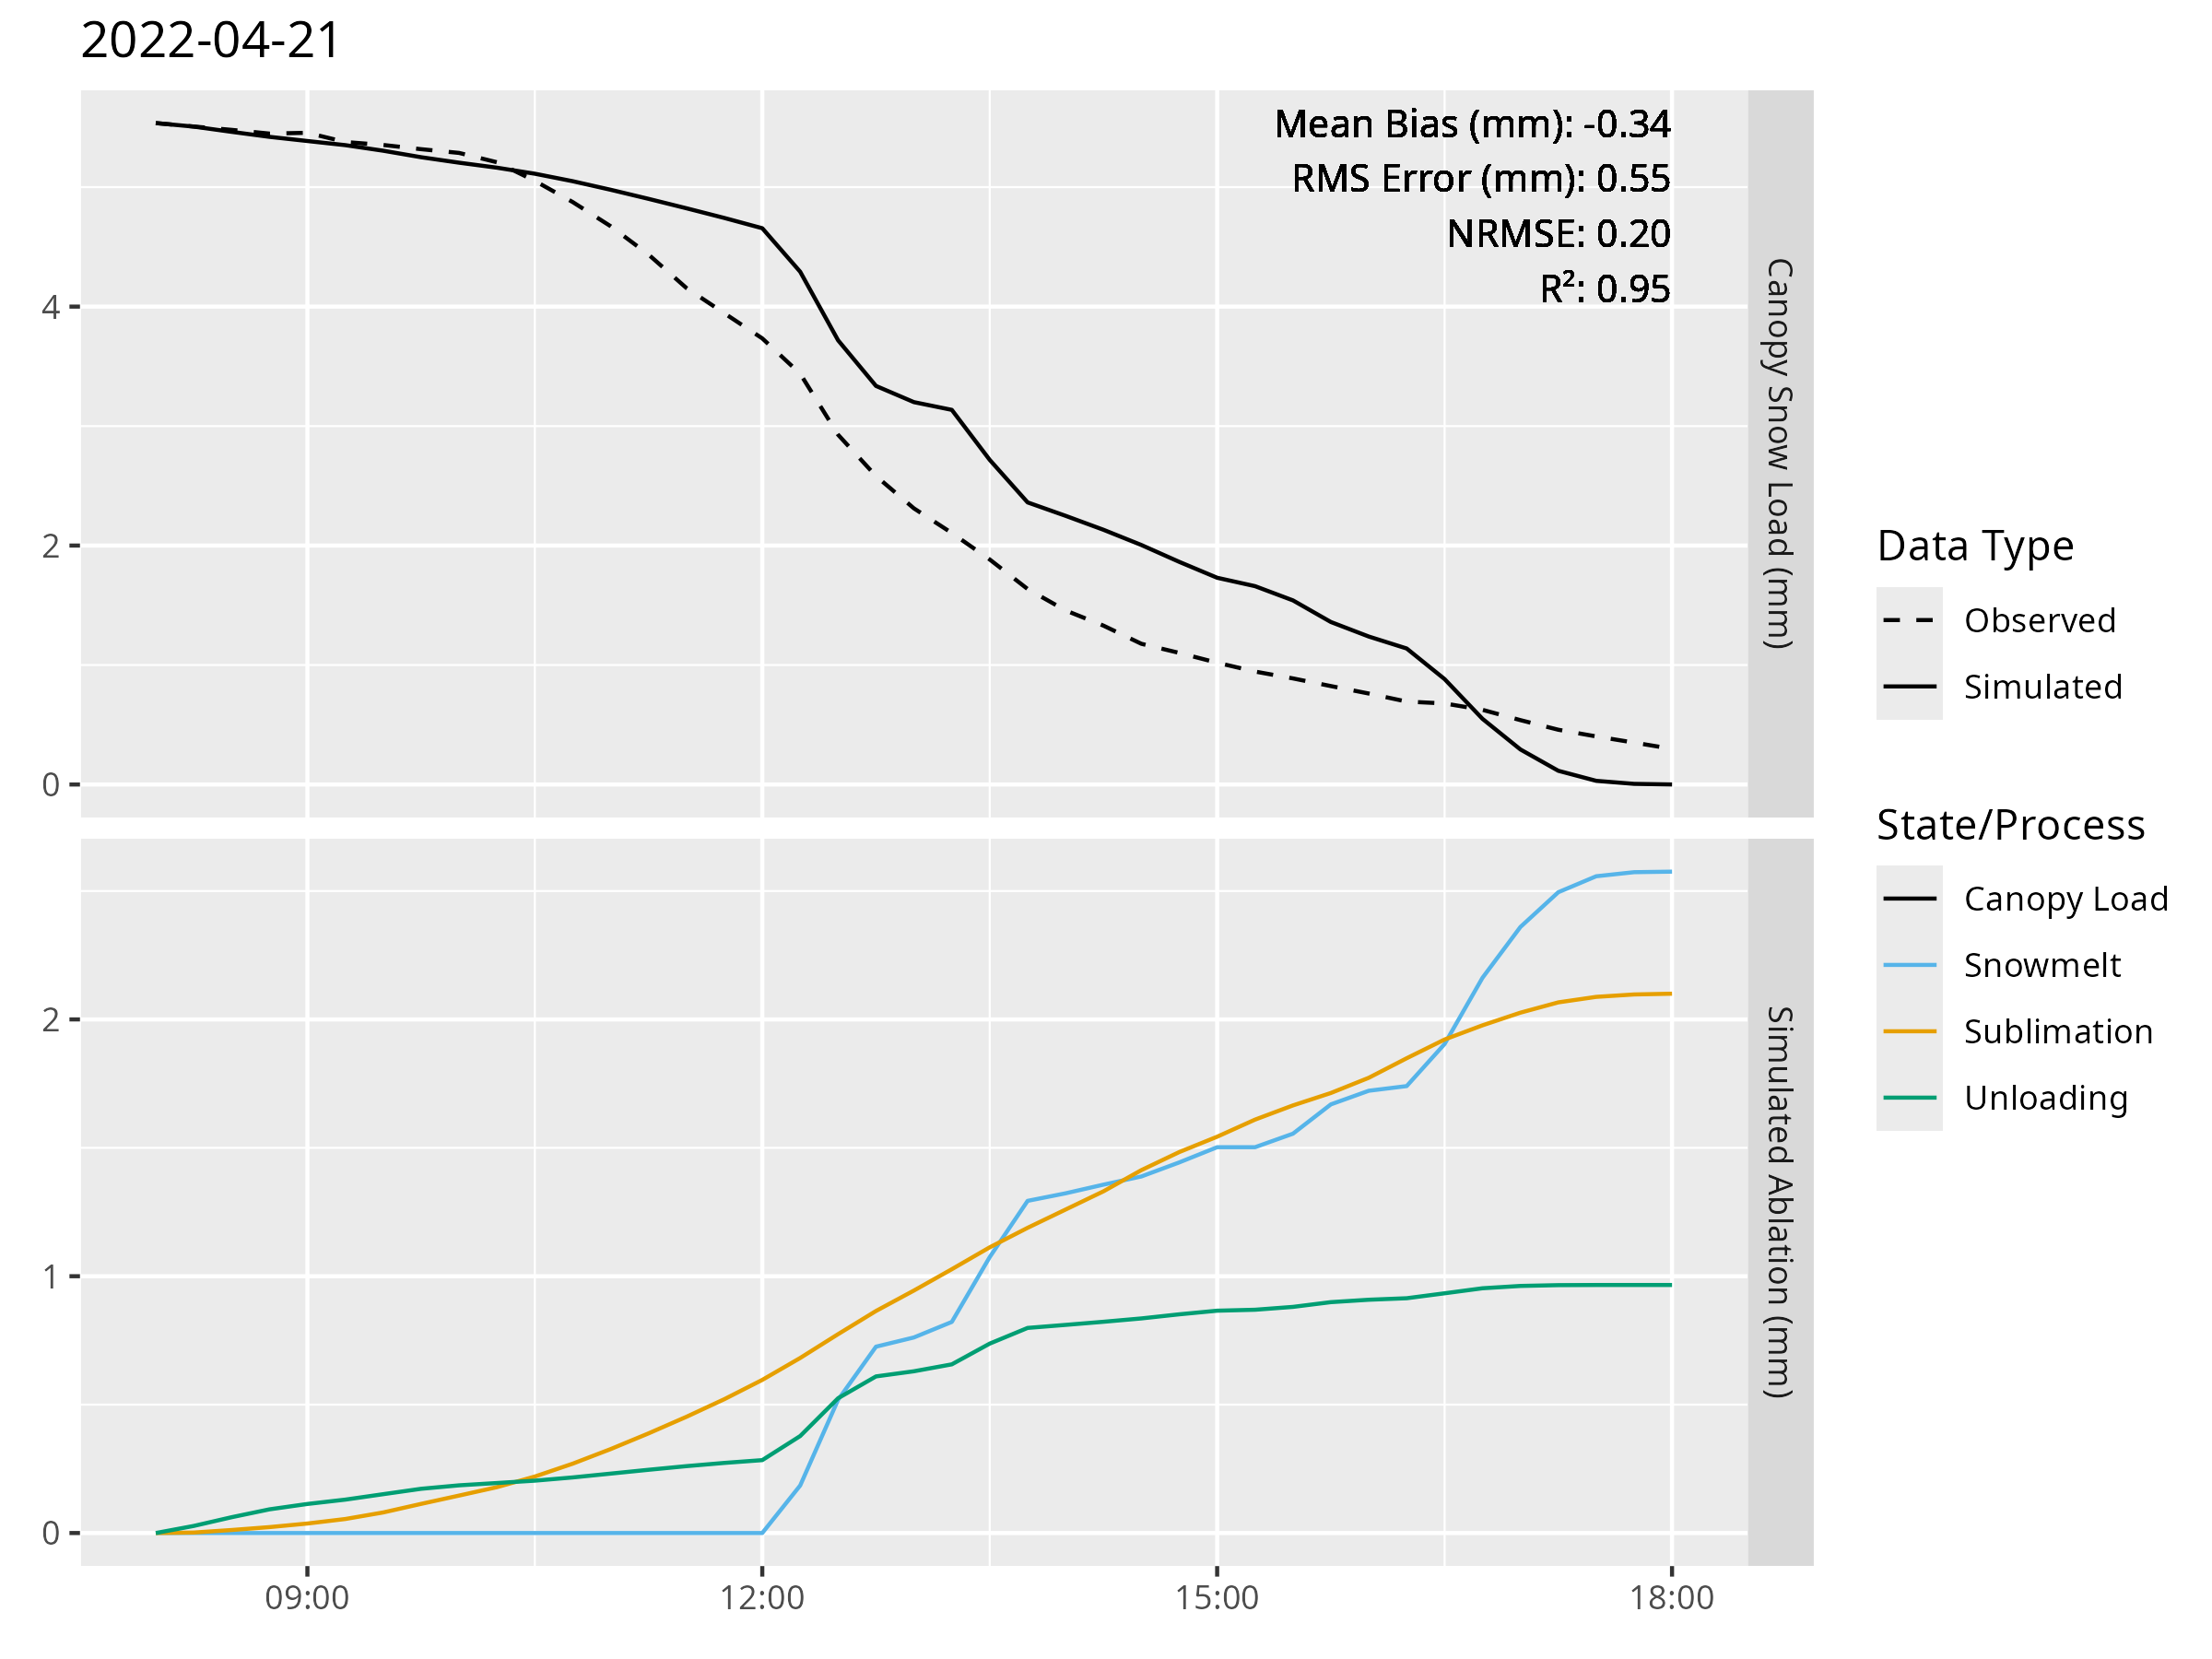 2022-04-21
Mean Bias (mm): -0.34
RMS Error (mm): 0.55
NRMSE: 0.20
R²: 0.95
4
2
0
Canopy Snow Load (mm)
2
1
0
Simulated Ablation (mm)
09:00
12:00
15:00
18:00
Data Type
Observed
Simulated
State/Process
Canopy Load
Snowmelt
Sublimation
Unloading